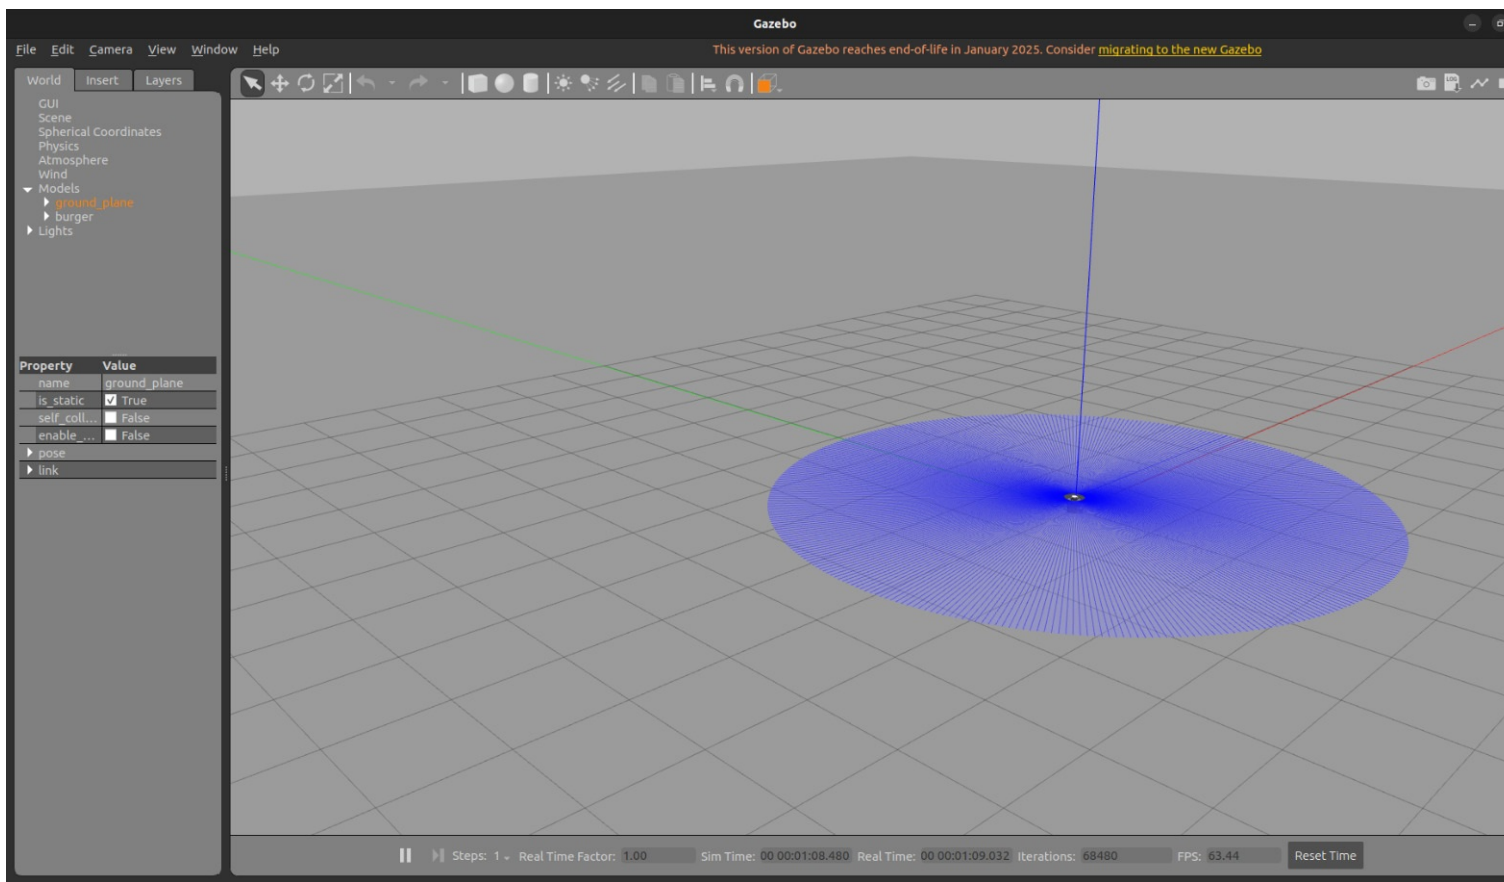 Gazebo
File Edit Camera View Window Help
This version of Gazebo reaches end-of-life in January 2025. Consider migrating to the new Gazebo
World Insert Layers
GUI
Scene
Spherical Coordinates
Physics
Atmosphere
Wind
Models
ground_plane
burger
Lights
Property Value
name ground_plane
is_static True
self_coll... False
enable_... False
pose
link
LOG
Steps: 1 Real Time Factor: 1.00 Sim Time: 00 00:01:08.480 Real Time: 00 00:01:09.032 Iterations: 68480 FPS: 63.44 Reset Time